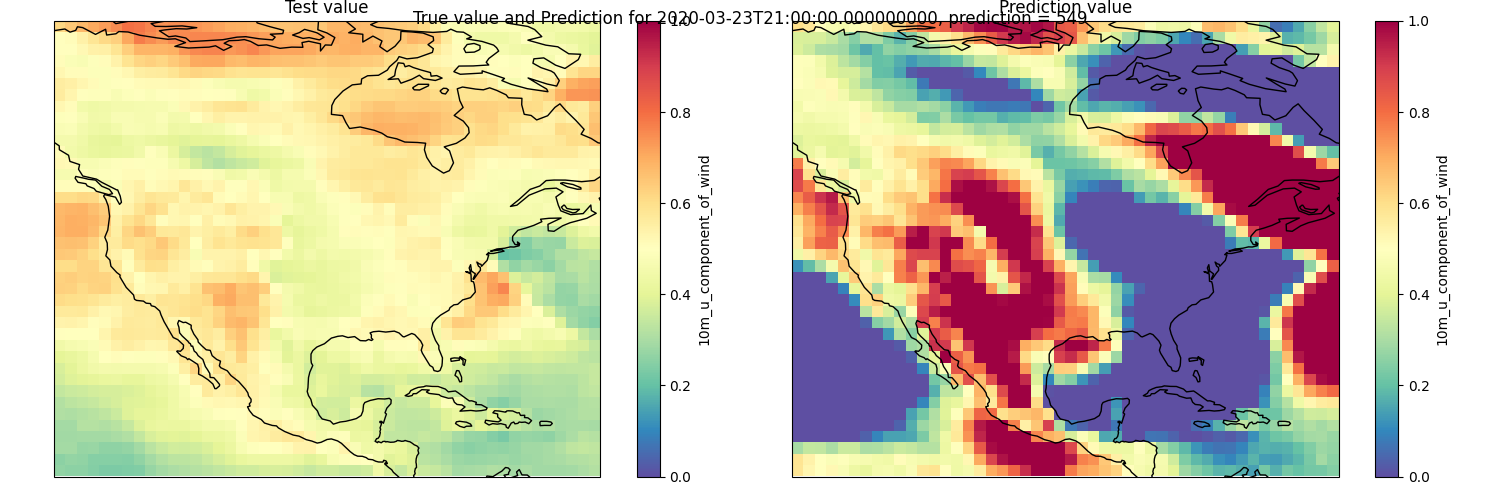 Test value
True value and Prediction for 2020-03-23T21:00:00.000000000, prediction = 549
Prediction value
1.0
0.8
0.6
0.4
0.2
0.0
10m_u_component_of_wind
1.0
0.8
0.6
0.4
0.2
0.0
10m_u_component_of_wind